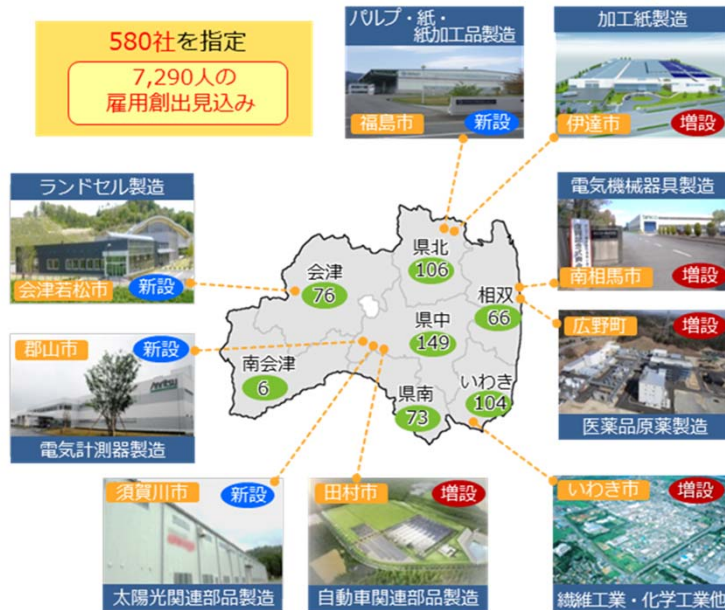 580社を指定
7,290人の
雇用創出見込み
パルプ・紙・
紙加工品製造
福島市
新設
加工紙製造
伊達市
増設
ランドセル製造
会津若松市
新設
電気機械器具製造
南相馬市
増設
郡山市
新設
Anritsu
電気計測器製造
広野町
増設
医薬品原薬製造
県北
106
会津
76
相双
66
県中
149
南会津
6
県南
73
いわき
104
須賀川市
新設
太陽光関連部品製造
田村市
増設
自動車関連部品製造
いわき市
増設
繊維工業・化学工業他